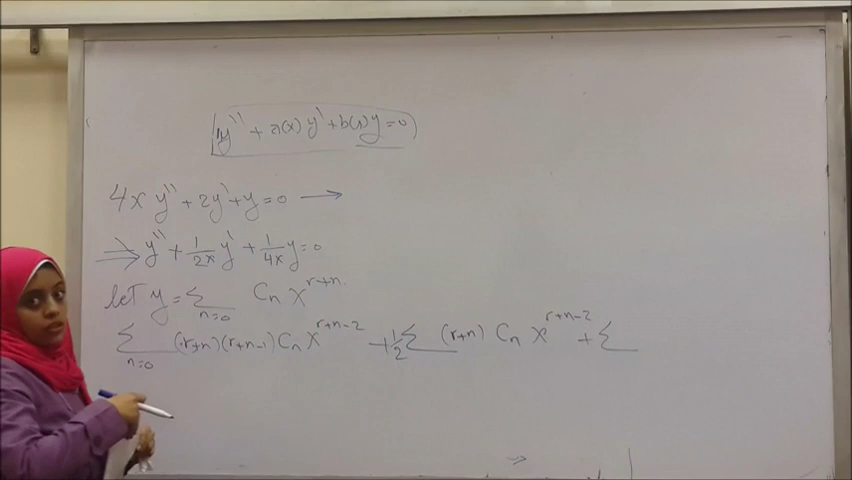 y'' + a(x) y' + b(x) y = 0
4x y'' + 2y' + y = 0 →
⇒ y'' + 1/2x y' + 1/4x y = 0
let y = Σ n=0 Cn x^r+n
Σ n=0 (r+n)(r+n-1) Cn x^r+n-2 + 1/2 Σ (r+n) Cn x^r+n-2 + Σ